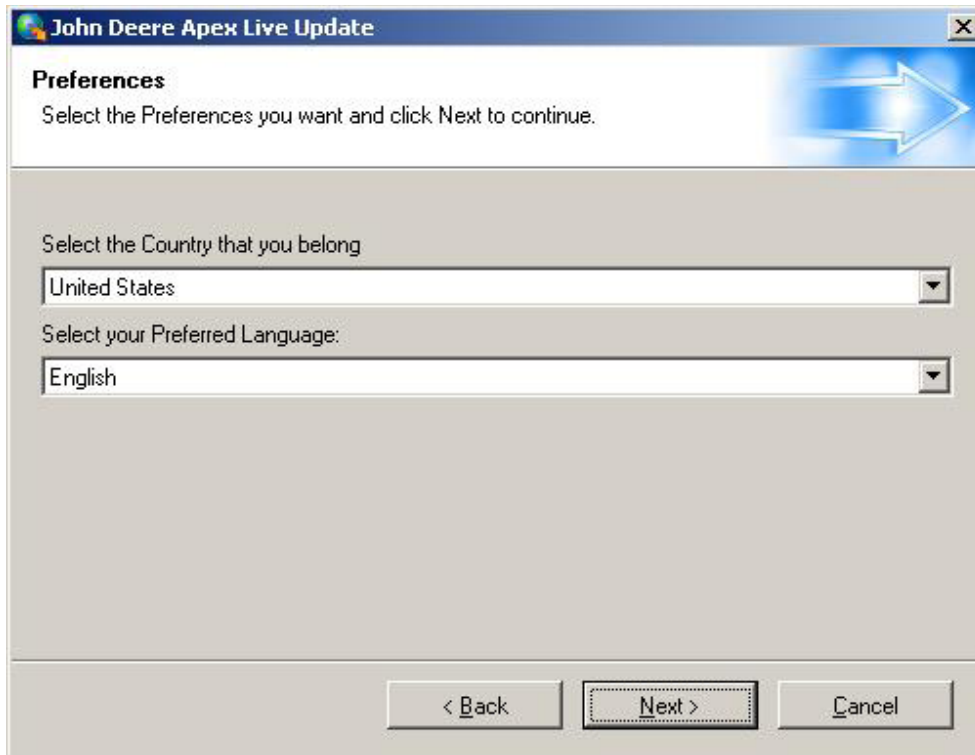 John Deere Apex Live Update
Preferences
Select the Preferences you want and click Next to continue.
Select the Country that you belong
United States
Select your Preferred Language:
English
< Back
Next >
Cancel